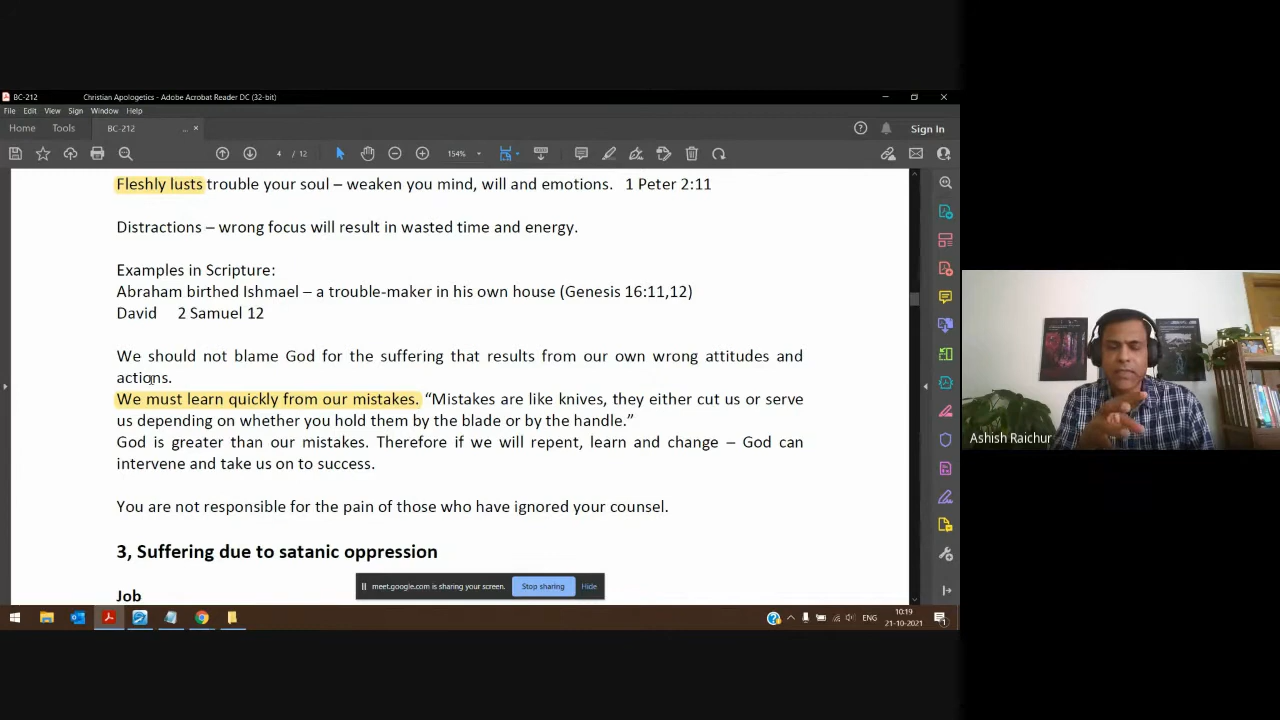 BC-212 Christian Apologetics - Adobe Acrobat Reader DC (32-bit)
File Edit View Sign Window Help
Home Tools BC-212 ... × Sign In
4 / 12 154%
Fleshly lusts trouble your soul – weaken you mind, will and emotions. 1 Peter 2:11
Distractions – wrong focus will result in wasted time and energy.
Examples in Scripture:
Abraham birthed Ishmael – a trouble-maker in his own house (Genesis 16:11,12)
David 2 Samuel 12
We should not blame God for the suffering that results from our own wrong attitudes and
actions.
We must learn quickly from our mistakes. “Mistakes are like knives, they either cut us or serve
us depending on whether you hold them by the blade or by the handle.”
God is greater than our mistakes. Therefore if we will repent, learn and change – God can
intervene and take us on to success.
You are not responsible for the pain of those who have ignored your counsel.
3, Suffering due to satanic oppression
Job
meet.google.com is sharing your screen. Stop sharing Hide
ENG 10:19
21-10-2021
Ashish Raichur